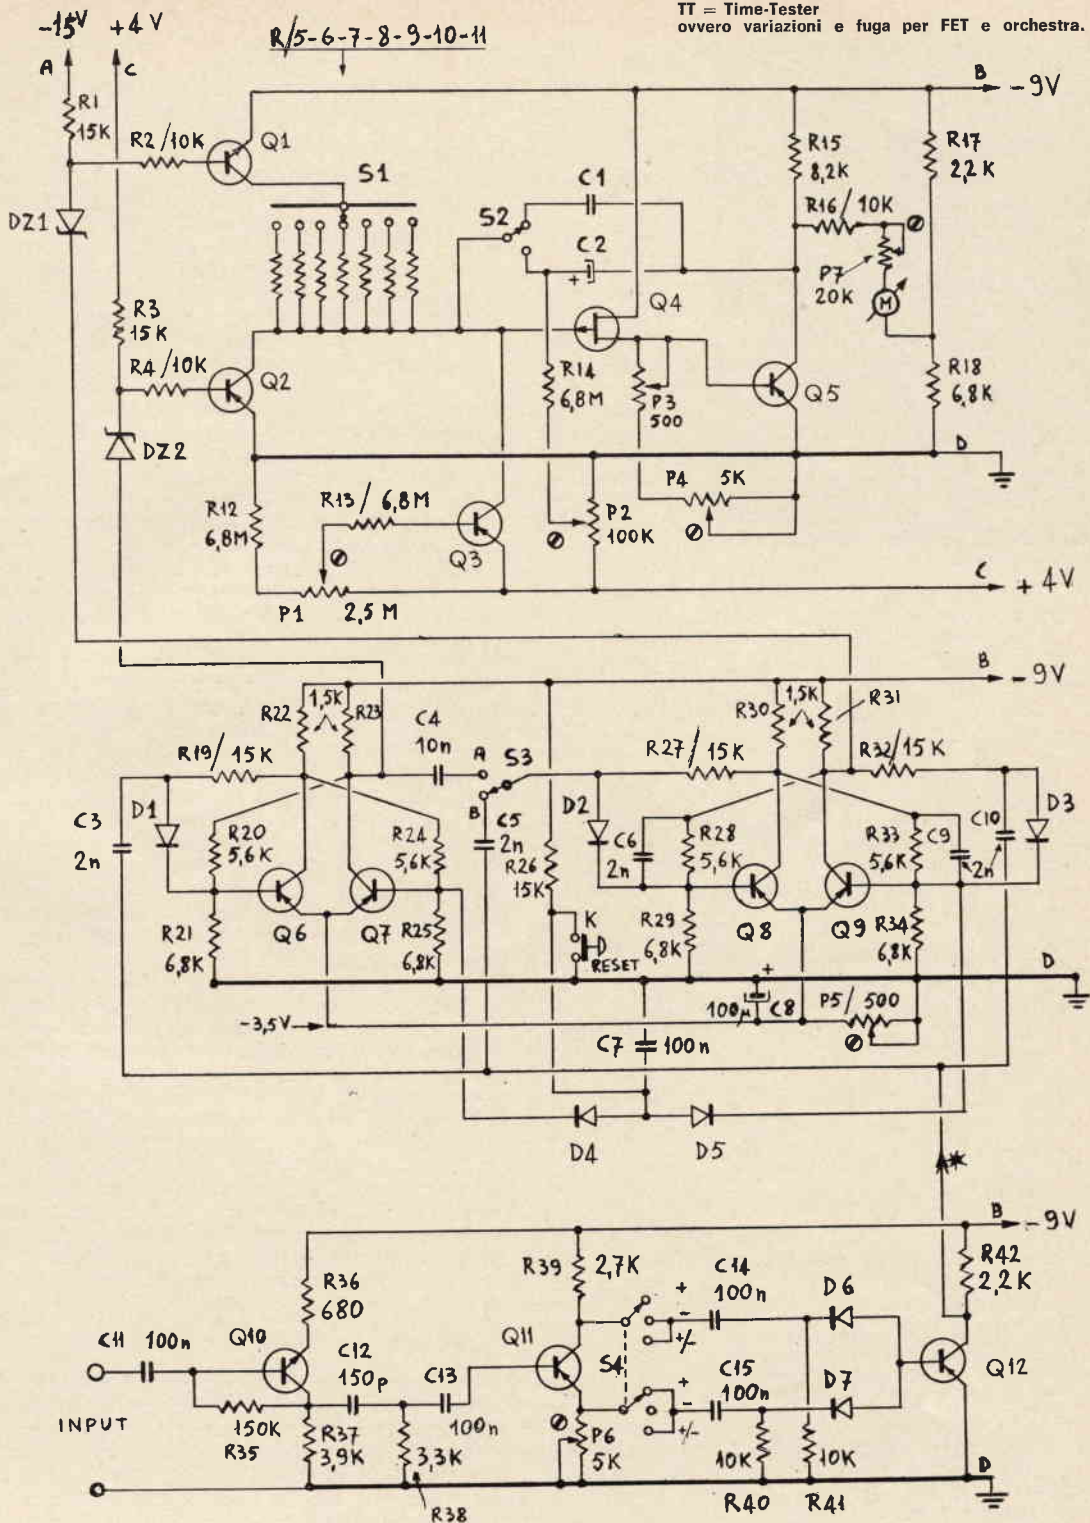 TT = Time-Tester
ovvero variazioni e fuga per FET e orchestra.
-15V +4 V
R/5-6-7-8-9-10-11
A
C
B
-9V
R1
15K
R2/10K
Q1
S1
C1
S2
C2
+
R15
8,2K
R17
2,2K
R16/10K
DZ1
P7
20K
M
R3
15K
R4/10K
Q2
Q4
R14
6,8M
P3
500
Q5
R18
6,8K
DZ2
D
P4 5K
R12
6,8M
R13/6,8M
Q3
P2
100K
P1 2,5M
C
+4V
B
-9V
R22
1,5K
R23
C4
10n
R30
1,5K
R31
R19/15K
A
S3
B
R27/15K
R32/15K
C3
2n
D1
R20
5,6K
R24
5,6K
C5
2n
R26
15K
D2
C6
2n
R28
5,6K
R33
5,6K
C9
2n
C10
D3
R21
6,8K
Q6
Q7
R25
6,8K
K
RESET
R29
6,8K
Q8
Q9
R34
6,8K
D
-3,5V
+
100µ
C8
P5/500
C7
100n
D4
D5
*
B
-9V
R36
680
R39
2,7K
C14
100n
D6
R42
2,2K
C11 100n
Q10
C12
150p
C13
100n
Q11
S4
+
-
+/-
+
-
+/-
C15
100n
D7
Q12
INPUT
150K
R35
R37
3,9K
3,3K
R38
P6
5K
10K
R40
10K
R41
D